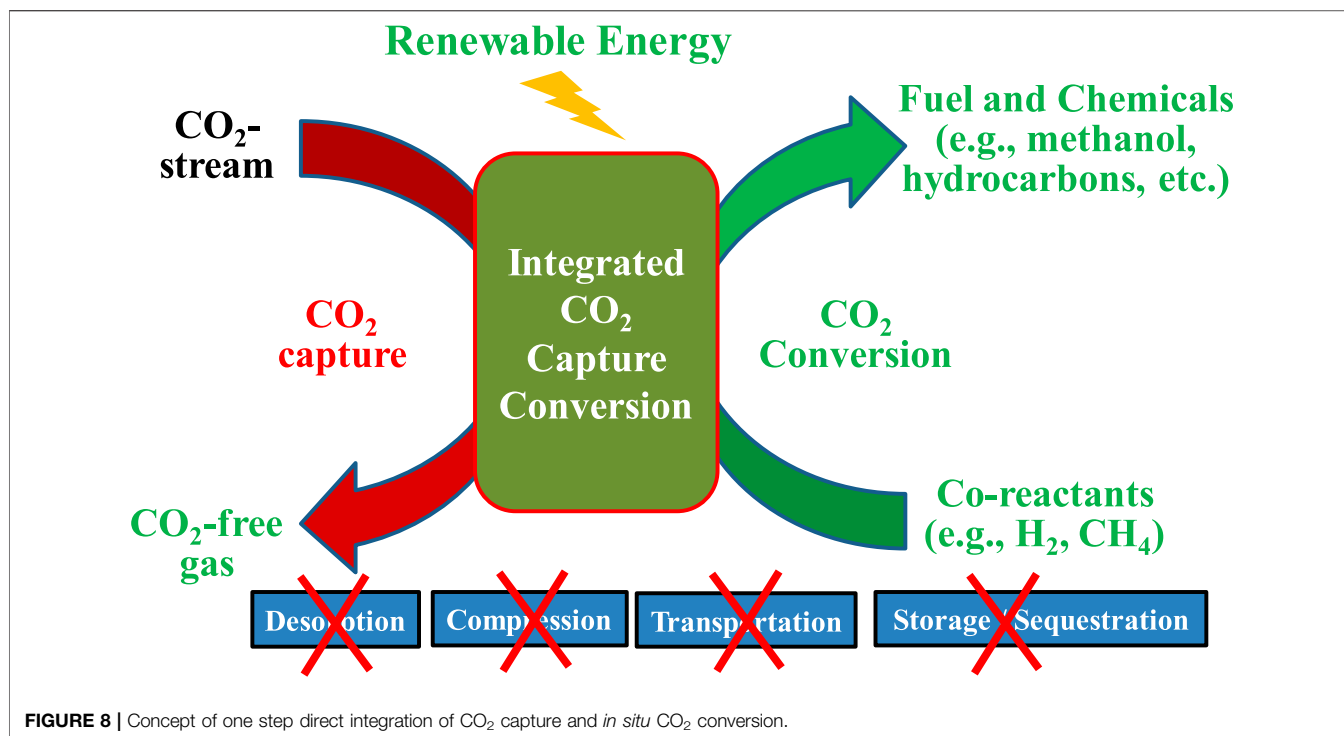 Renewable Energy
CO₂-
stream
Fuel and Chemicals
(e.g., methanol,
hydrocarbons, etc.)
Integrated
CO₂
Capture
Conversion
CO₂
capture
CO₂
Conversion
CO₂-free
gas
Co-reactants
(e.g., H₂, CH₄)
Desorption
Compression
Transportation
Storage / Sequestration
FIGURE 8 | Concept of one step direct integration of CO₂ capture and in situ CO₂ conversion.